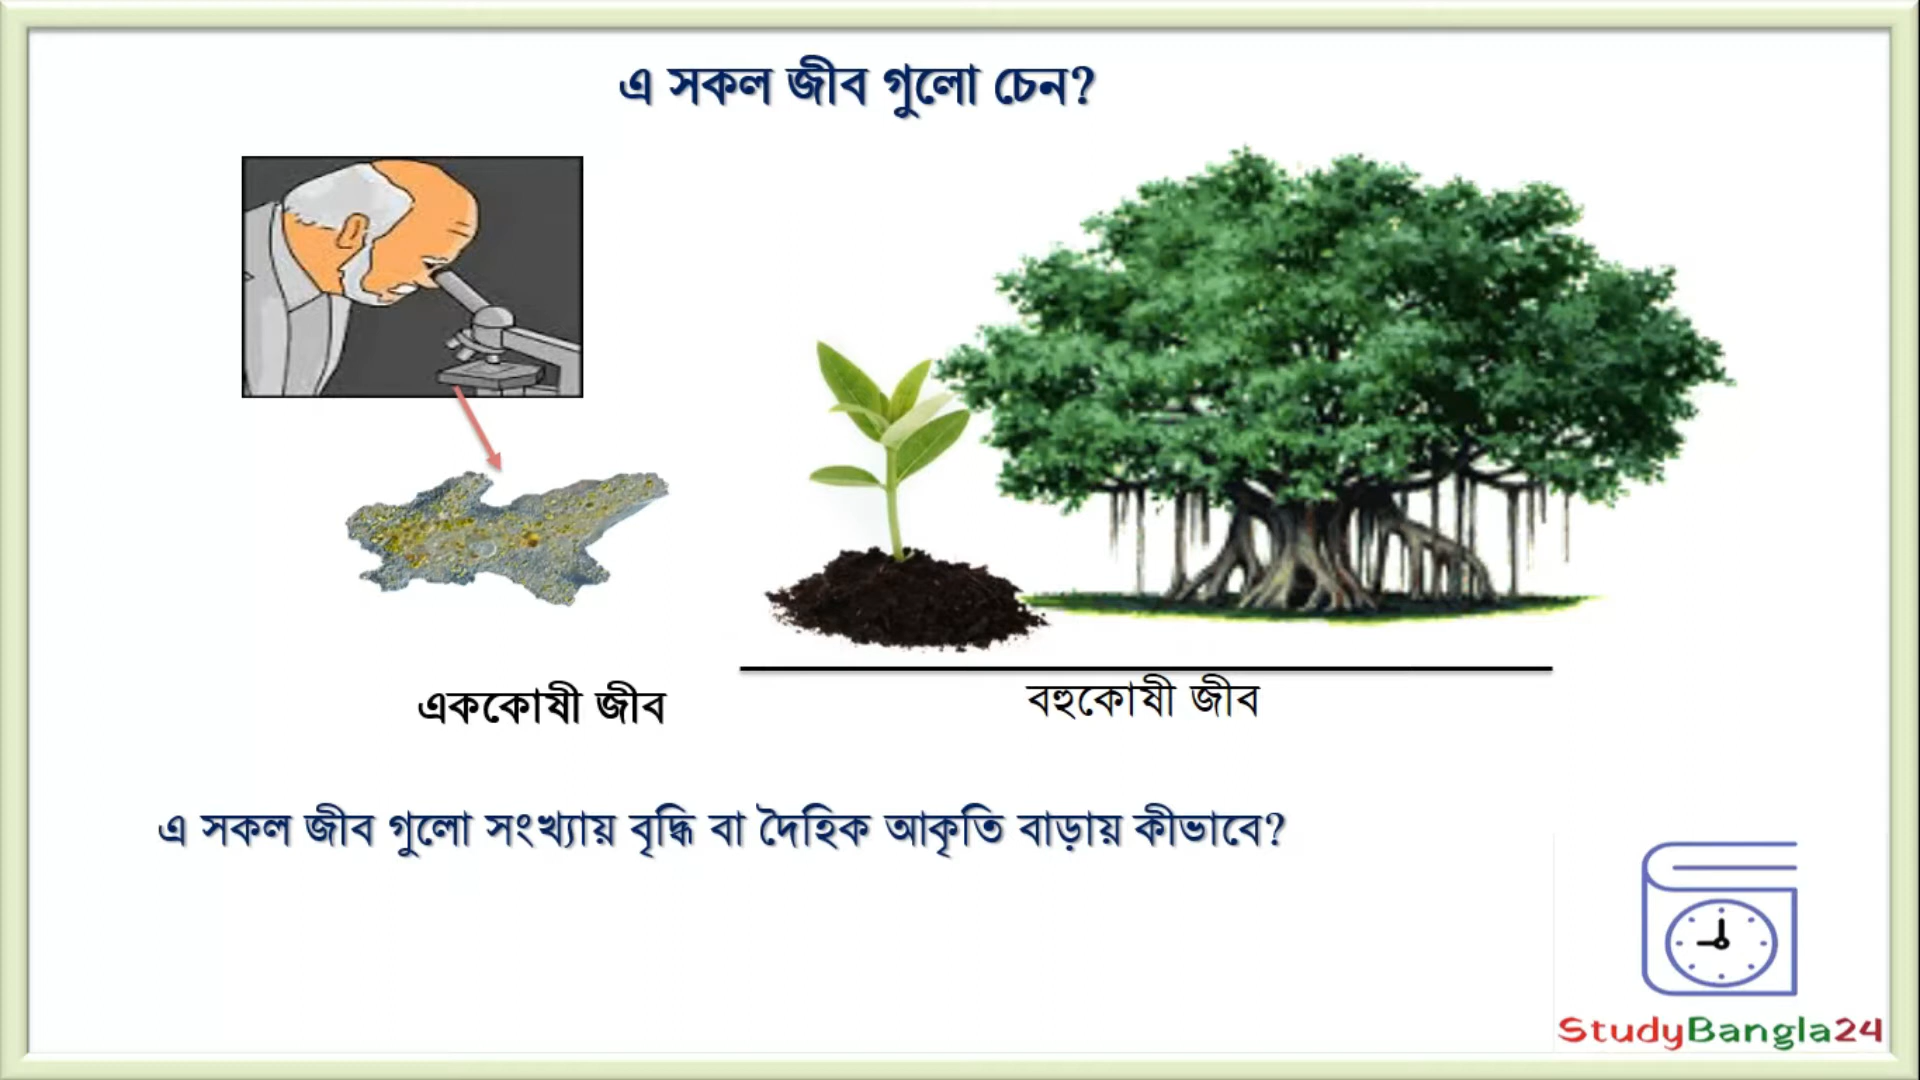 এ সকল জীব গুলো চেন?
এককোষী জীব
বহুকোষী জীব
এ সকল জীব গুলো সংখ্যায় বৃদ্ধি বা দৈহিক আকৃতি বাড়ায় কীভাবে?
StudyBangla24